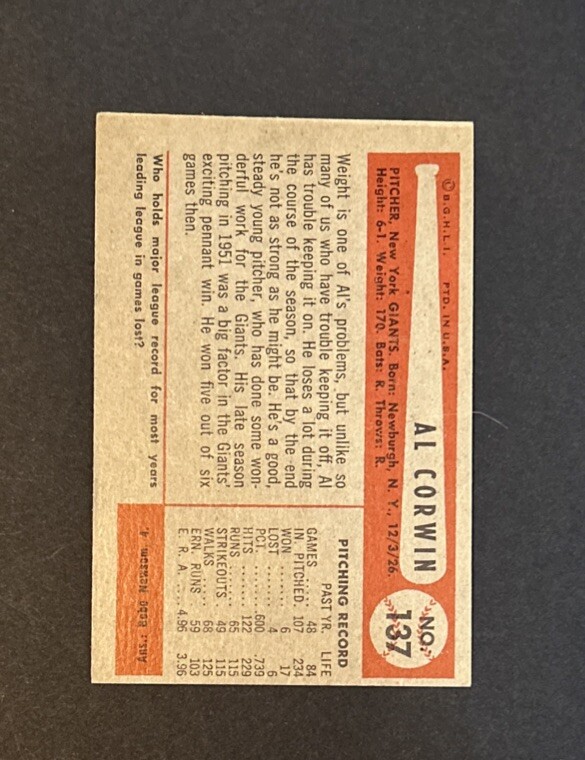 © B.G.H.L.I. PTD. IN U.S.A.
AL CORWIN
NO.
137
PITCHER, New York GIANTS. Born: Newburgh, N. Y., 12/3/26.
Height: 6-1. Weight: 170. Bats: R. Throws: R.
Weight is one of Al's problems, but unlike so
many of us who have trouble keeping it off, Al
has trouble keeping it on. He loses a lot during
the course of the season, so that by the end
he's not as strong as he might be. He's a good,
steady young pitcher, who has done some won-
derful work for the Giants. His late season
pitching in 1951 was a big factor in the Giants'
exciting pennant win. He won five out of six
games then.
PITCHING RECORD
PAST YR. LIFE
GAMES ..... 48 84
IN. PITCHED 107 234
WON ....... 6 17
LOST ........ 4 6
PCT. ....... .600 .739
HITS ....... 122 229
RUNS ....... 65 115
STRIKEOUTS . 49 115
WALKS ..... 68 125
ERN. RUNS .. 59 103
E. R. A. .... 4.96 3.96
Who holds major league record for most years
leading league in games lost?
Ans.: Bobo Newsom 4.